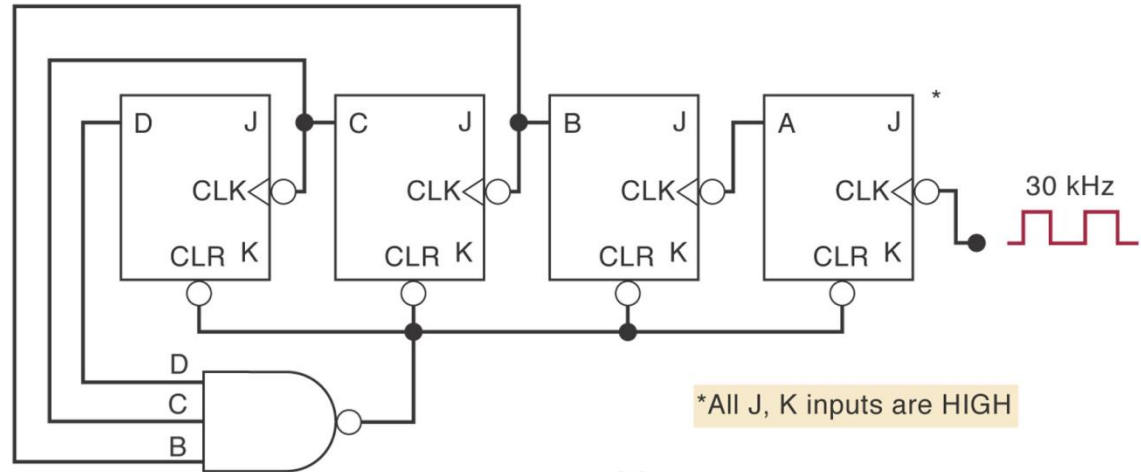 D J C J B J A J *
CLK CLK CLK CLK 30 kHz
CLR K CLR K CLR K CLR K
D
C
B
*All J, K inputs are HIGH